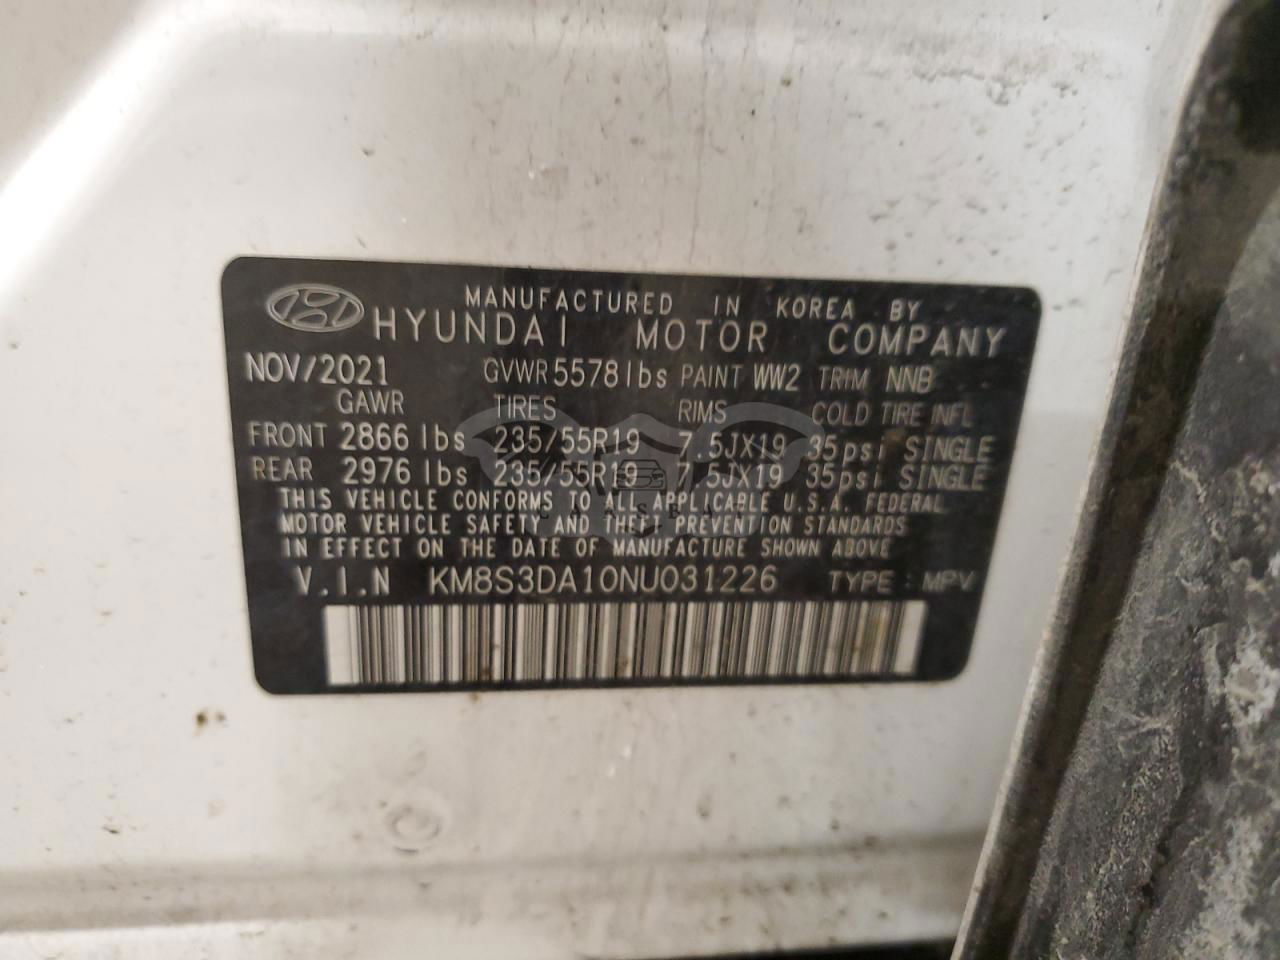 MANUFACTURED IN KOREA BY
HYUNDAI MOTOR COMPANY
NOV/2021 GVWR 5578lbs PAINT WW2 TRIM NNB
GAWR TIRES RIMS COLD TIRE INFL
FRONT 2866 lbs 235/55R19 7.5JX19 35psi SINGLE
REAR 2976 lbs 235/55R19 7.5JX19 35psi SINGLE
THIS VEHICLE CONFORMS TO ALL APPLICABLE U.S.A. FEDERAL
MOTOR VEHICLE SAFETY AND THEFT PREVENTION STANDARDS
IN EFFECT ON THE DATE OF MANUFACTURE SHOWN ABOVE
V.I.N KM8S3DA10NU031226 TYPE : MPV